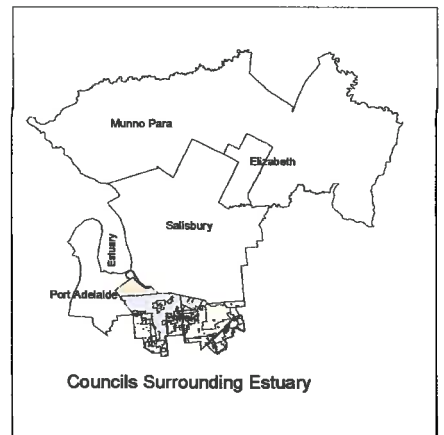 Munno Para
Elizabeth
Salisbury
Estuary
Port Adelaide
Councils Surrounding Estuary